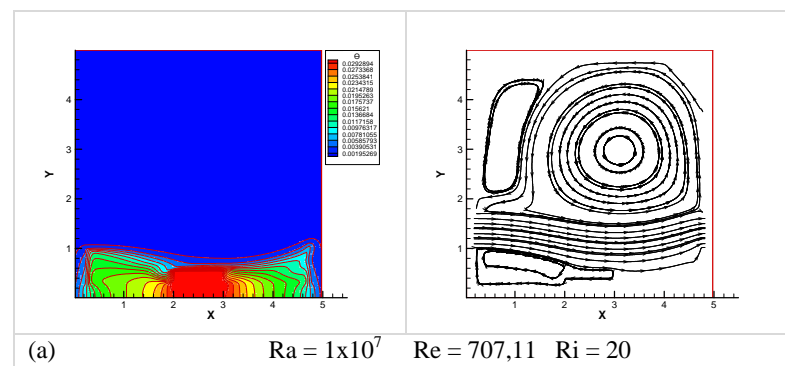 Θ
0.0292894
0.0273368
0.0253841
0.0234315
0.0214789
0.0195263
0.0175737
0.015621
0.0136684
0.0117158
0.00976317
0.00781055
0.00585793
0.00390531
0.00195269
Y
4
3
2
1
1 2 3 4 5
X
Y
4
3
2
1
1 2 3 4 5
X
(a) Ra = 1x10⁷ Re = 707,11 Ri = 20